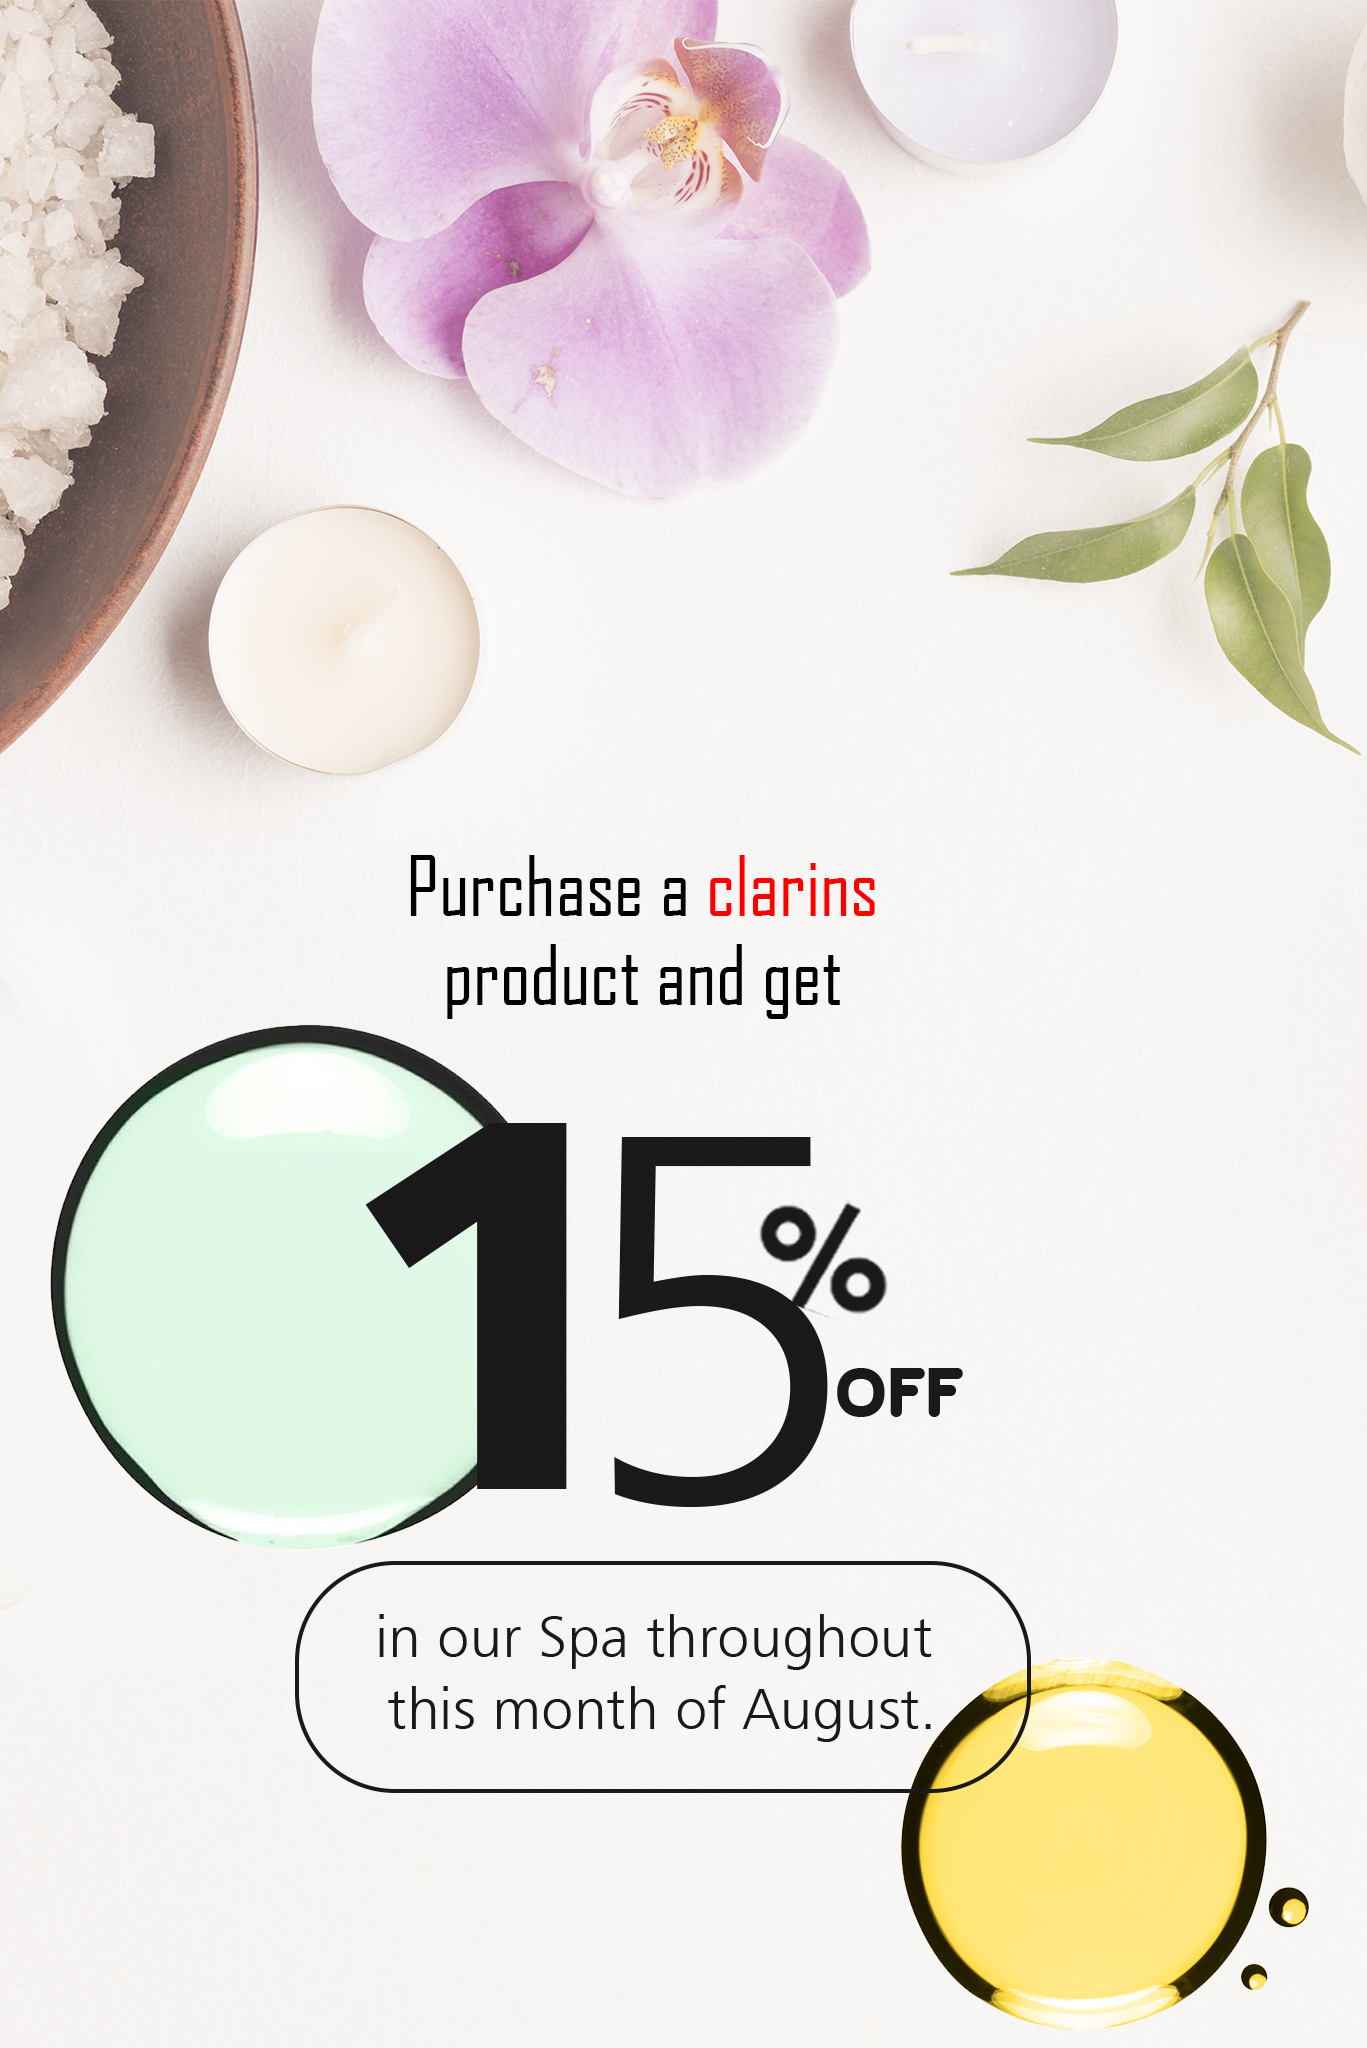 Purchase a clarins
product and get
15%
OFF
in our Spa throughout
this month of August.